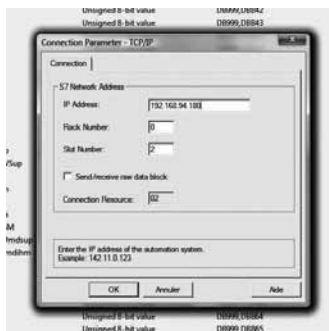 Unsigned 8-bit value DB999,DBB42
Unsigned 8-bit value DB999,DBB43
Connection Parameter - TCP/IP
Connection
S7 Network Address
IP Address: 192.168.94.180
Rack Number: 0
Slot Number: 2
Send/receive raw data block
Connection Resource: 02
Enter the IP address of the automation system.
Example: 142.11.0.123
OK Annuler Aide
Unsigned 8-bit value DB999,DBB64
Unsigned 8-bit value DB999,DBB65